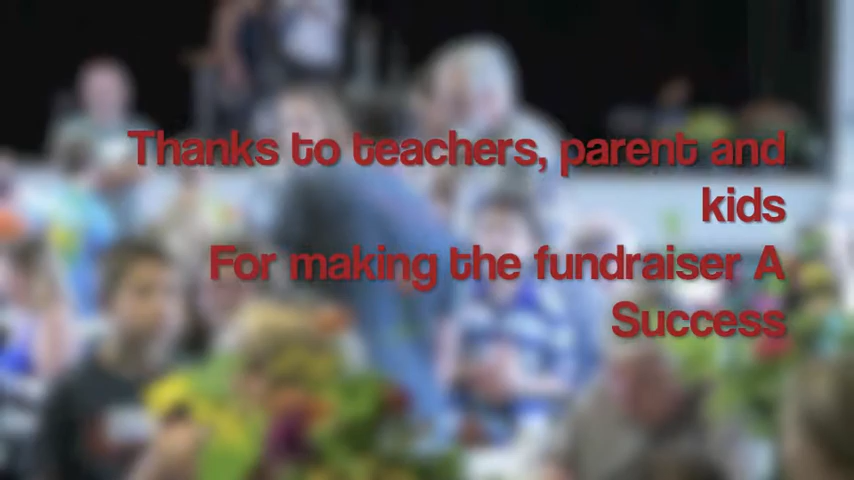 Thanks to teachers, parent and
kids
For making the fundraiser A
Success